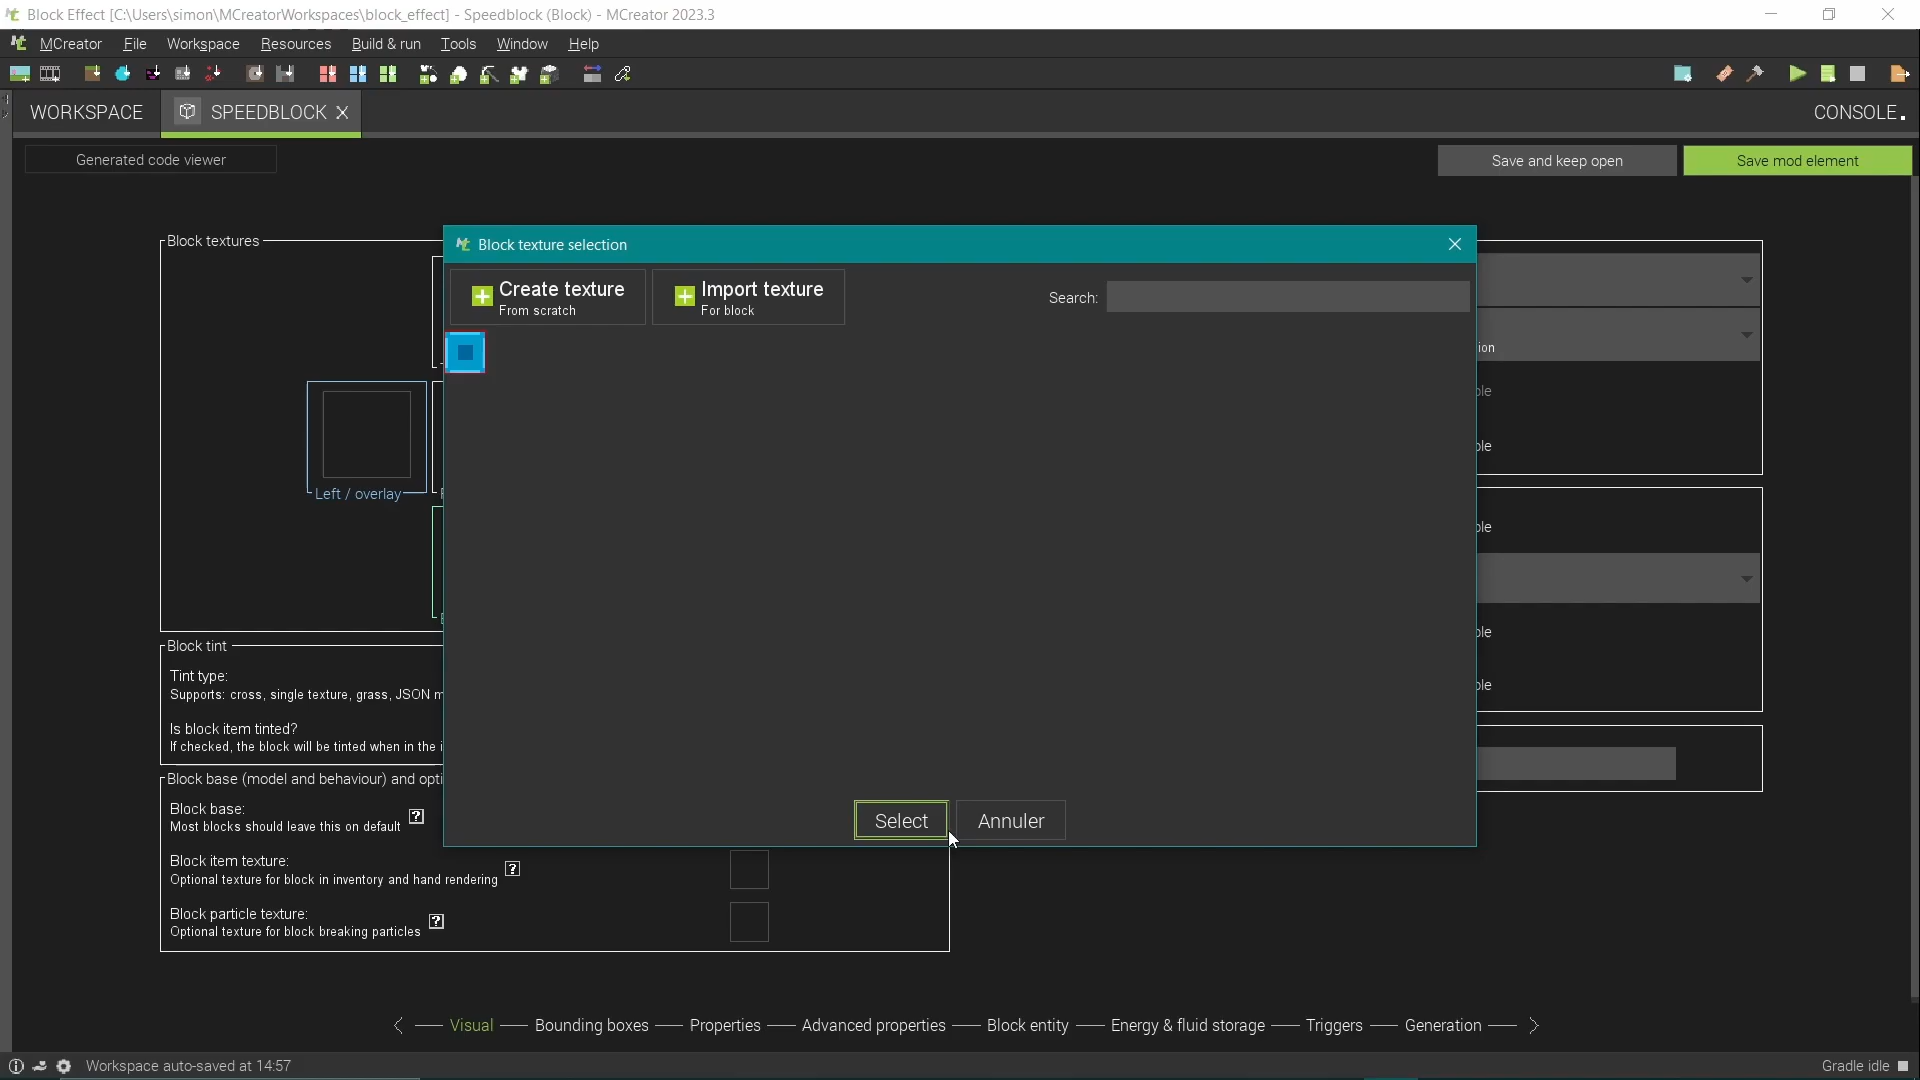 Block Effect [C:\Users\simon\MCreatorWorkspaces\block_effect] - Speedblock (Block) - MCreator 2023.3
MCreator File Workspace Resources Build & run Tools Window Help
WORKSPACE SPEEDBLOCK CONSOLE
Generated code viewer Save and keep open Save mod element
Block textures
Block texture selection
Create texture
From scratch
Import texture
For block
Search:
Left / overlay
Block tint
Tint type:
Supports: cross, single texture, grass, JSON
Is block item tinted?
If checked, the block will be tinted when in the
Block base (model and behaviour) and
Block base:
Most blocks should leave this on default
?
Select Annuler
Block item texture:
Optional texture for block in inventory and hand rendering
?
Block particle texture:
Optional texture for block breaking particles
?
Visual Bounding boxes Properties Advanced properties Block entity Energy & fluid storage Triggers Generation
Workspace auto-saved at 14:57 Gradle idle